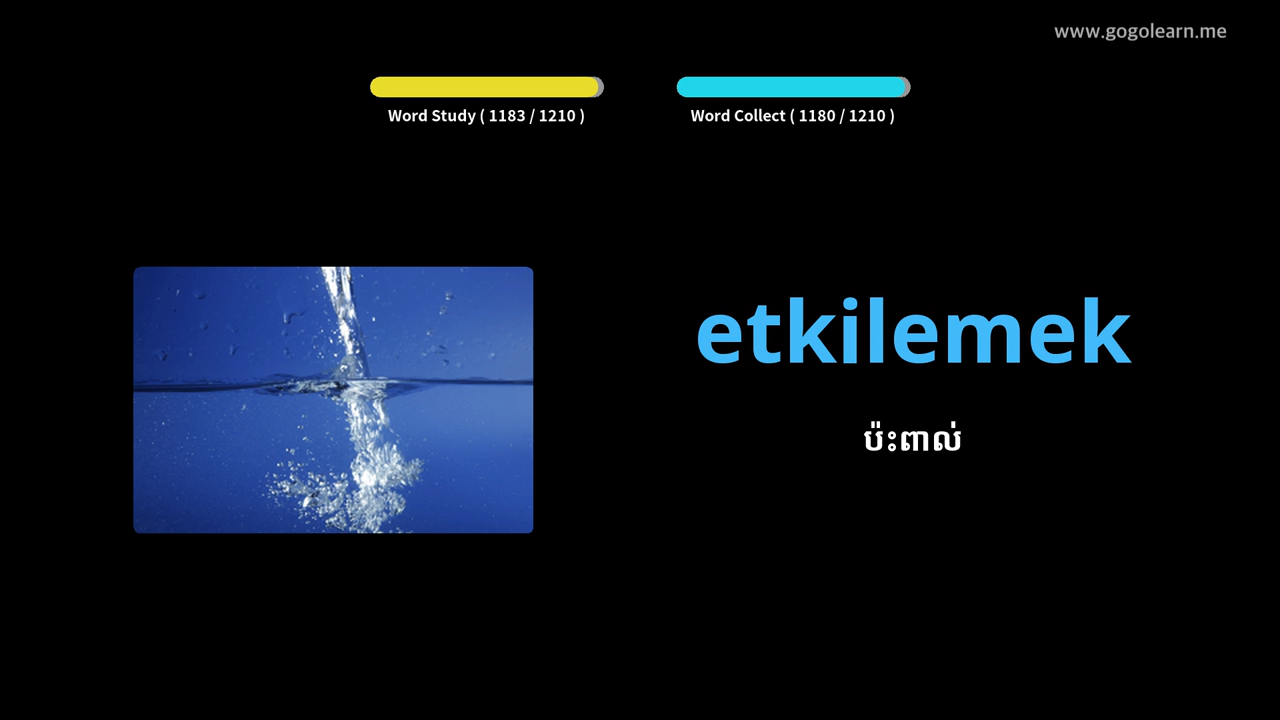 www.gogolearn.me
Word Study ( 1183 / 1210 )
Word Collect ( 1180 / 1210 )
etkilemek
ប៉ះពាល់